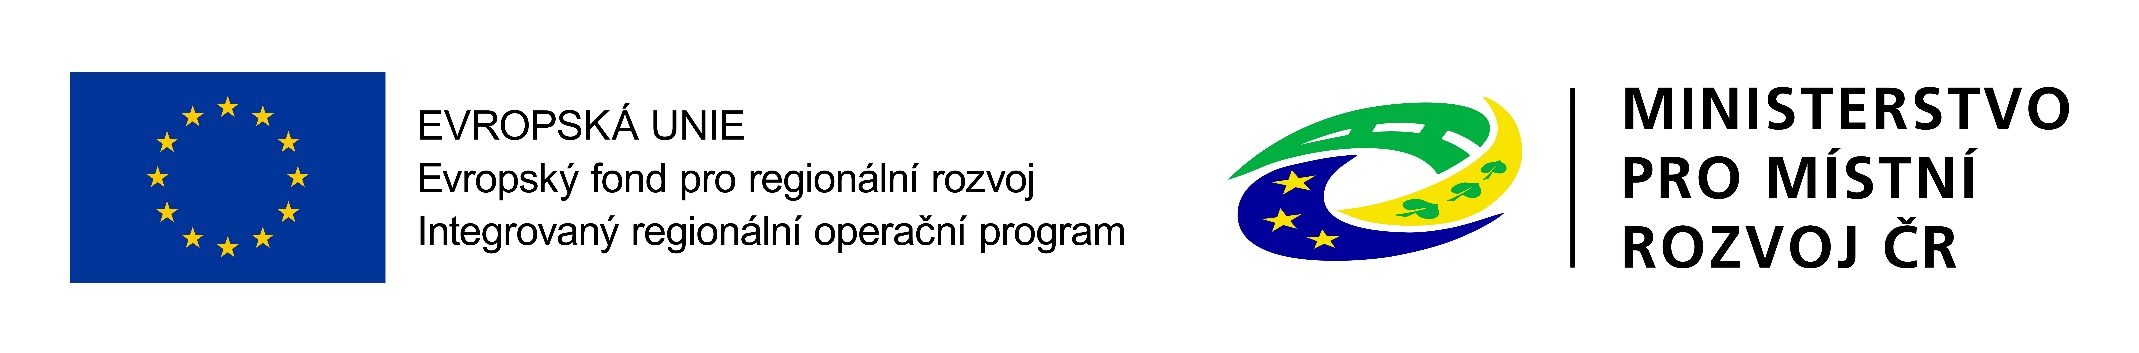 EVROPSKÁ UNIE
Evropský fond pro regionální rozvoj
Integrovaný regionální operační program
MINISTERSTVO
PRO MÍSTNÍ
ROZVOJ ČR